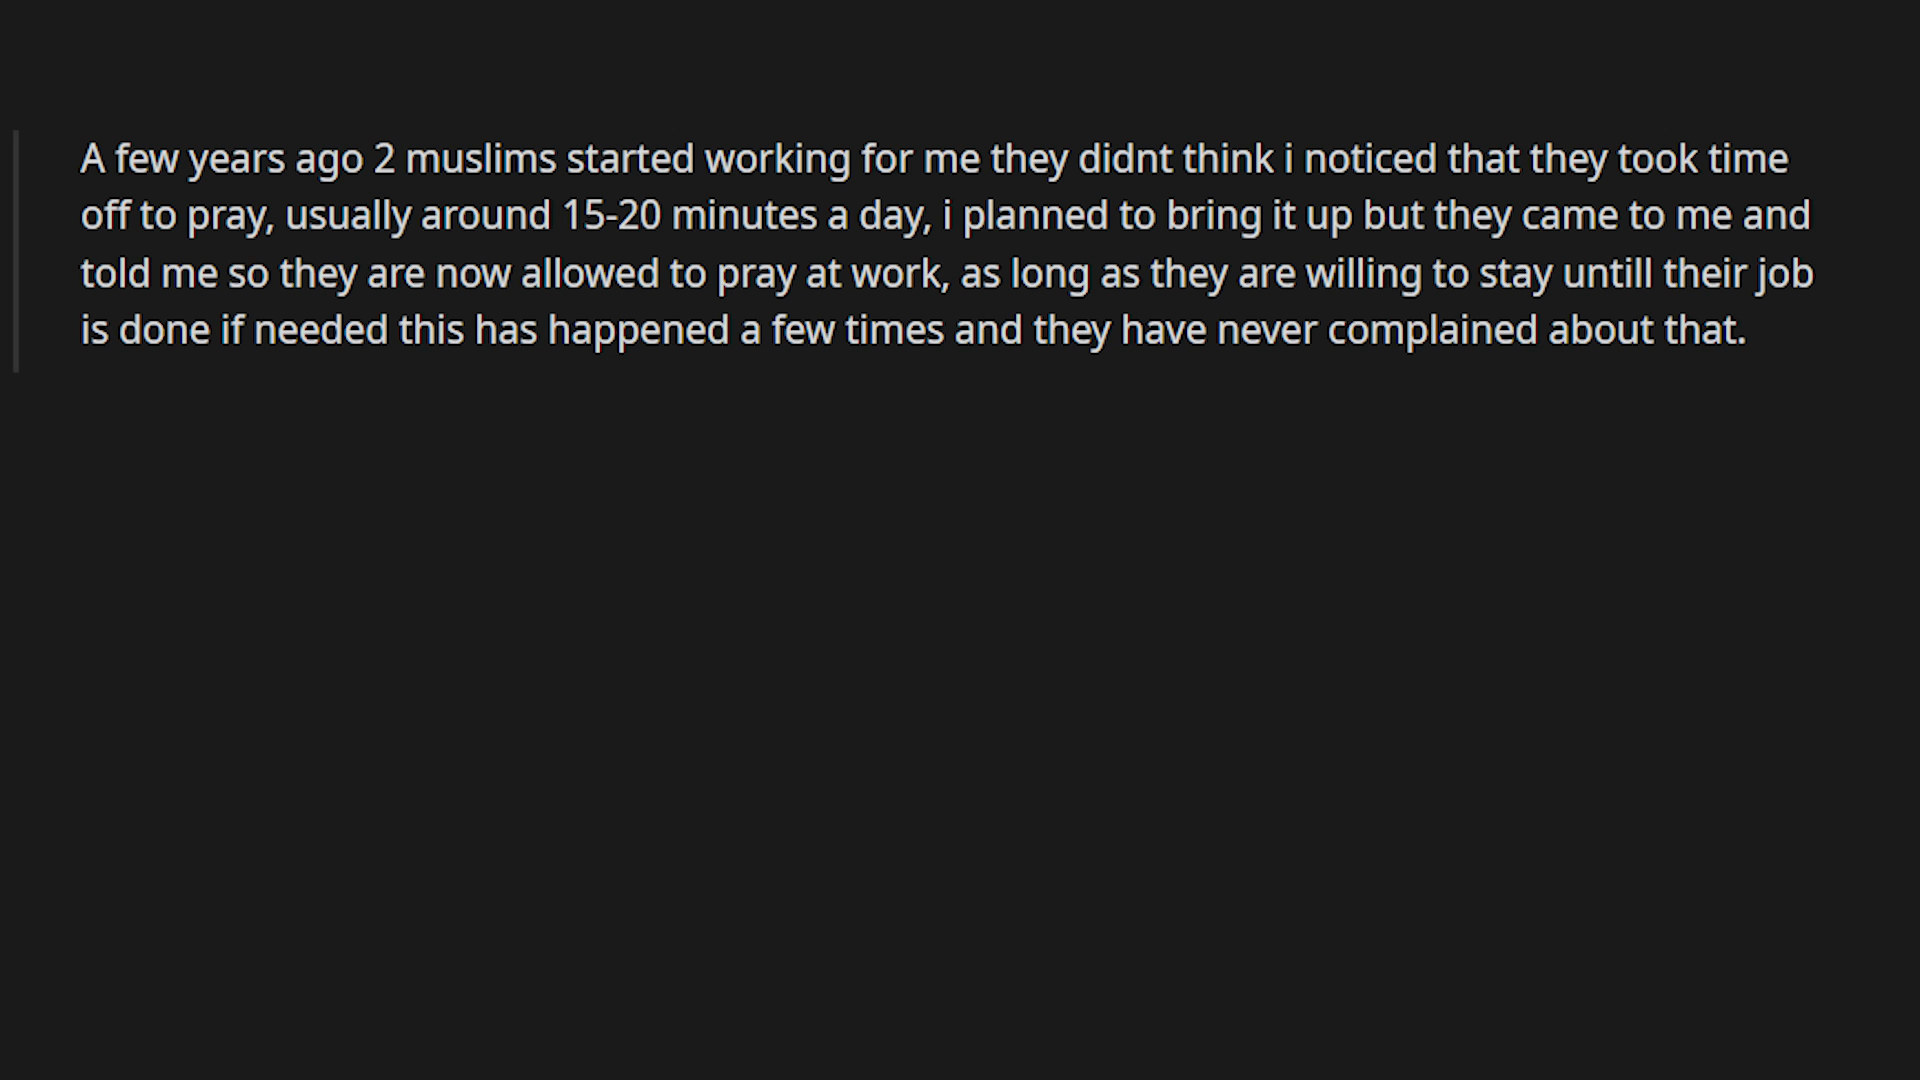 A few years ago 2 muslims started working for me they didnt think i noticed that they took time
off to pray, usually around 15-20 minutes a day, i planned to bring it up but they came to me and
told me so they are now allowed to pray at work, as long as they are willing to stay untill their job
is done if needed this has happened a few times and they have never complained about that.